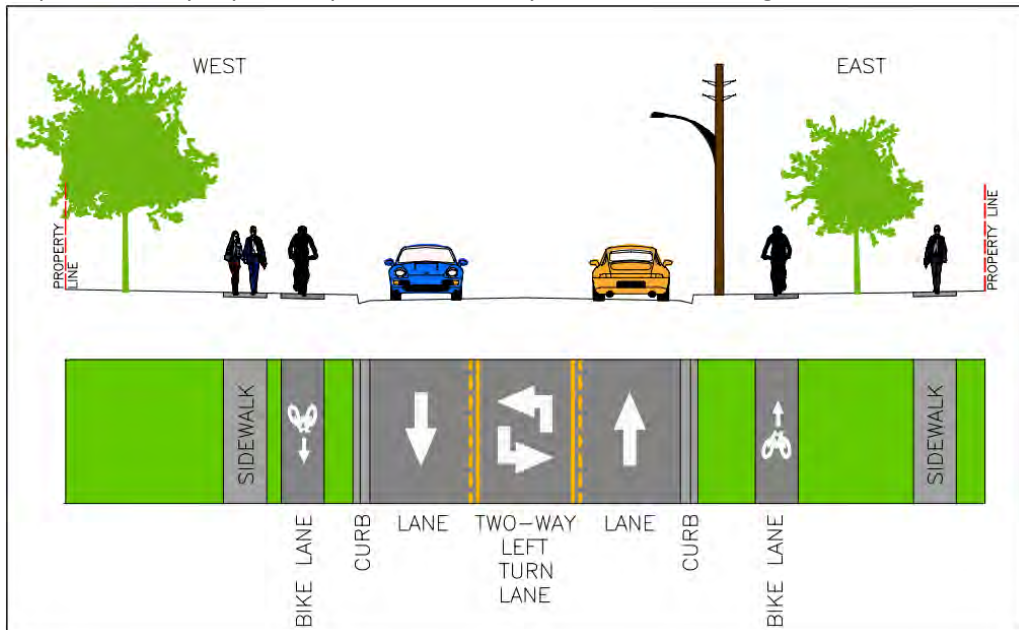 WEST
EAST
PROPERTY
LINE
PROPERTY LINE
SIDEWALK
SIDEWALK
BIKE LANE
CURB
LANE
TWO-WAY
LEFT
TURN
LANE
LANE
CURB
BIKE LANE